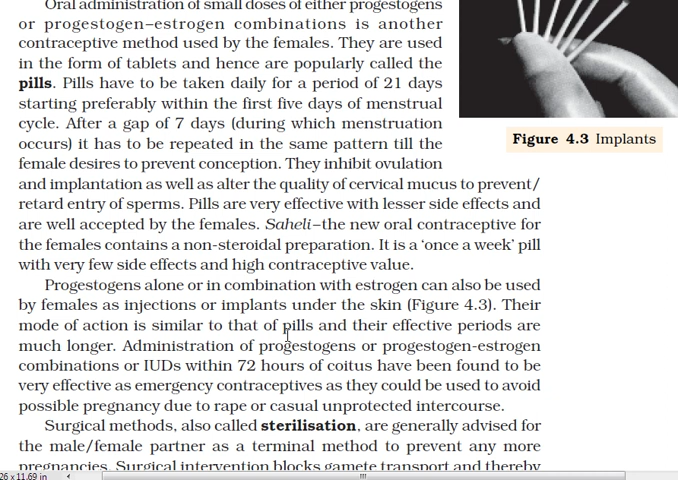 Oral administration of small doses of either progestogens
or progestogen–estrogen combinations is another
contraceptive method used by the females. They are used
in the form of tablets and hence are popularly called the
pills. Pills have to be taken daily for a period of 21 days
starting preferably within the first five days of menstrual
cycle. After a gap of 7 days (during which menstruation
occurs) it has to be repeated in the same pattern till the
female desires to prevent conception. They inhibit ovulation
and implantation as well as alter the quality of cervical mucus to prevent/
retard entry of sperms. Pills are very effective with lesser side effects and
are well accepted by the females. Saheli–the new oral contraceptive for
the females contains a non-steroidal preparation. It is a ‘once a week’ pill
with very few side effects and high contraceptive value.
Figure 4.3 Implants
Progestogens alone or in combination with estrogen can also be used
by females as injections or implants under the skin (Figure 4.3). Their
mode of action is similar to that of pills and their effective periods are
much longer. Administration of progestogens or progestogen-estrogen
combinations or IUDs within 72 hours of coitus have been found to be
very effective as emergency contraceptives as they could be used to avoid
possible pregnancy due to rape or casual unprotected intercourse.
Surgical methods, also called sterilisation, are generally advised for
the male/female partner as a terminal method to prevent any more
pregnancies. Surgical intervention blocks gamete transport and thereby
26 x 11.69 in